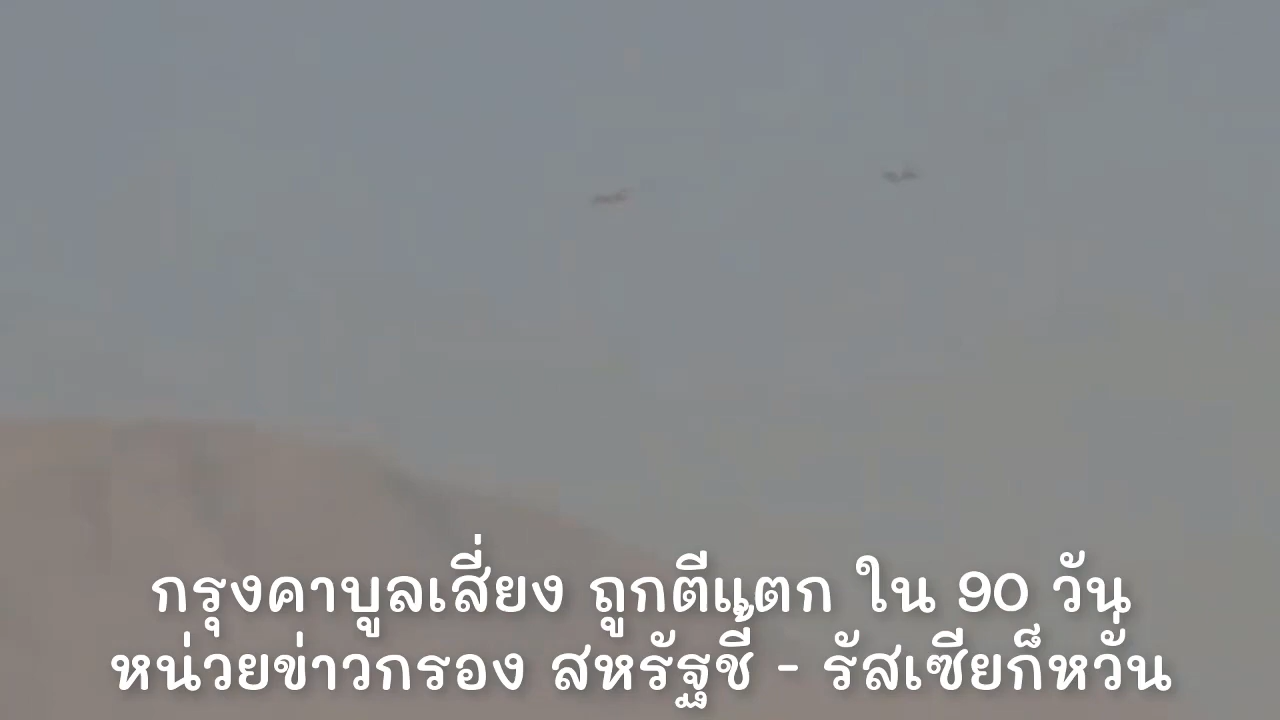 กรุงคาบูลเสี่ยง ถูกตีแตก ใน 90 วัน
หน่วยข่าวกรอง สหรัฐชี้ - รัสเซียก็หวั่น